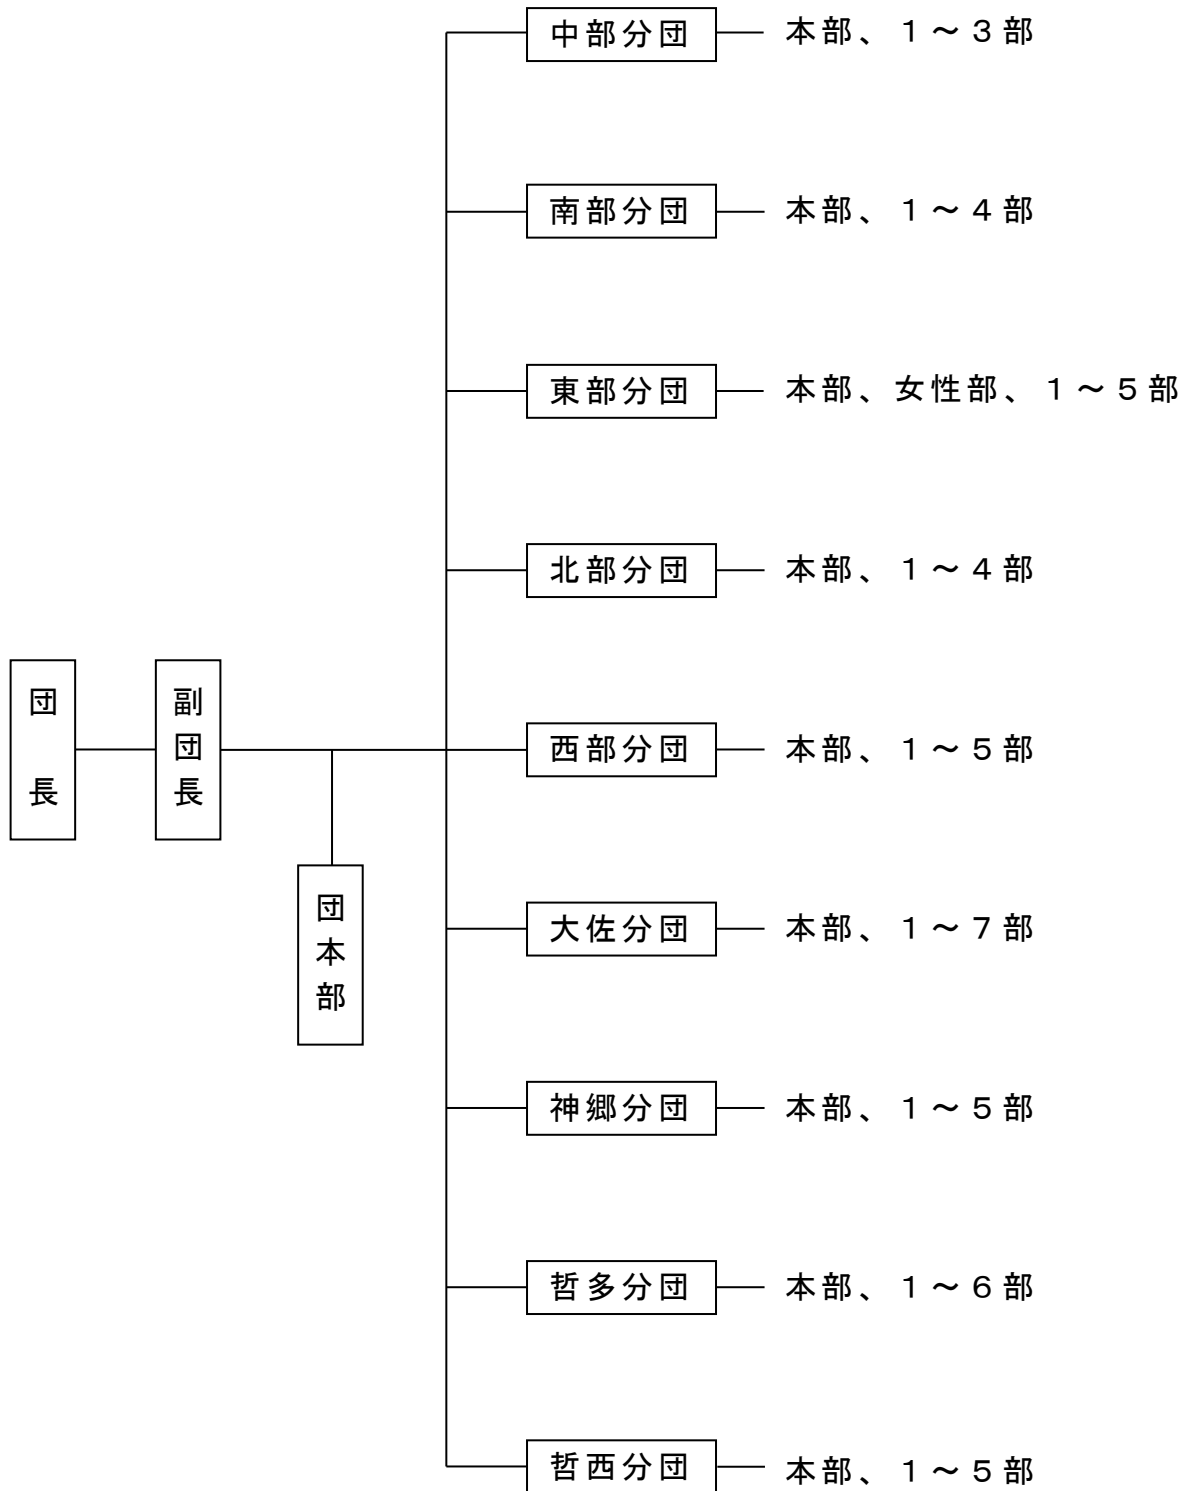 中部分団 本部、１～３部
南部分団 本部、１～４部
東部分団 本部、女性部、１～５部
北部分団 本部、１～４部
団長
副団長
西部分団 本部、１～５部
団本部
大佐分団 本部、１～７部
神郷分団 本部、１～５部
哲多分団 本部、１～６部
哲西分団 本部、１～５部